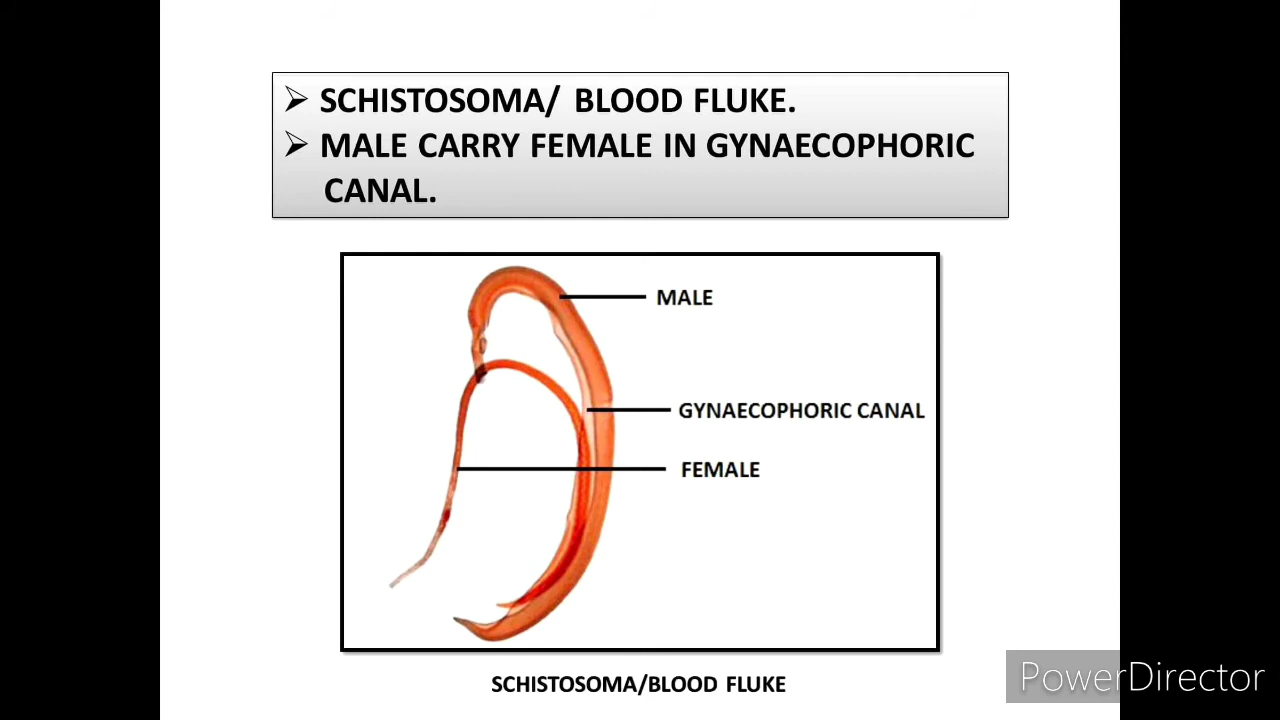 ➢ SCHISTOSOMA/ BLOOD FLUKE.
➢ MALE CARRY FEMALE IN GYNAECOPHORIC
CANAL.
MALE
GYNAECOPHORIC CANAL
FEMALE
SCHISTOSOMA/BLOOD FLUKE
PowerDirector